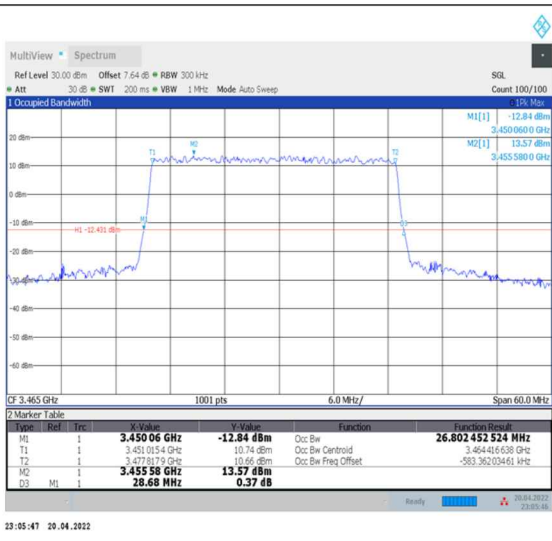 MultiView Spectrum
Ref Level 30.00 dBm Offset 7.64 dB RBW 300 kHz SGL
Att 30 dB SWT 200 ms VBW 1 MHz Mode Auto Sweep Count 100/100
1 Occupied Bandwidth 1Pk Max
M1[1] -12.84 dBm
3.4500600 GHz
M2[1] 13.57 dBm
3.4555800 GHz
20 dBm
M2
T1 T2
0 dBm
-10 dBm
M1
D3
H1 -12.431 dBm
-20 dBm
-30 dBm
-50 dBm
-60 dBm
CF 3.465 GHz 1001 pts 6.0 MHz/ Span 60.0 MHz
2 Marker Table
Type Ref Trc X-Value Y-Value Function Function Result
M1 1 3.450 06 GHz -12.84 dBm Occ Bw 26.802 452 524 MHz
T1 1 3.451 015 4 GHz 10.74 dBm Occ Bw Centroid 3.464 416 638 GHz
T2 1 3.477 817 9 GHz 10.66 dBm Occ Bw Freq Offset -583.362 034 61 kHz
M2 1 3.455 58 GHz 13.57 dBm
D3 M1 1 28.68 MHz 0.37 dB
Ready 20.04.2022
23:05:46
23:05:47 20.04.2022